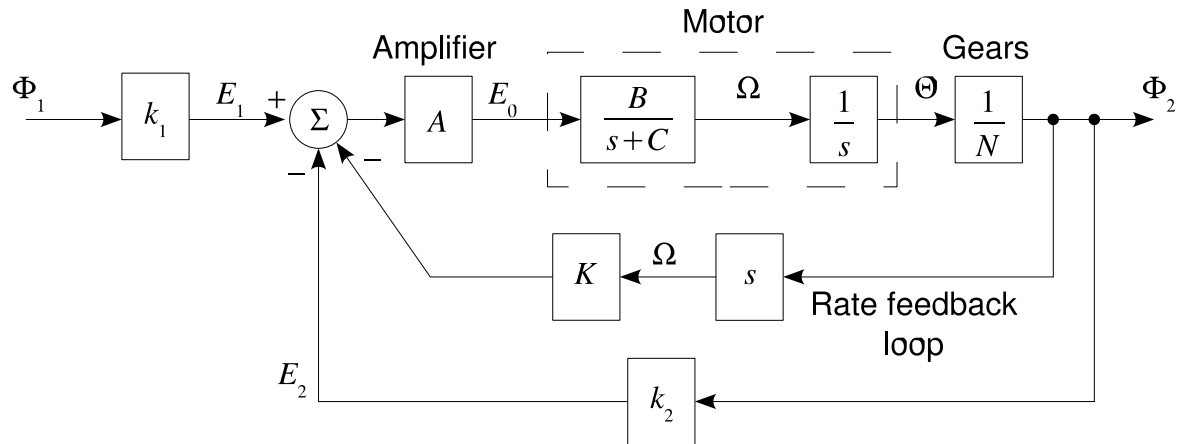 Motor
Amplifier
Gears
Φ₁
k₁
E₁
+
Σ
−
−
A
E₀
B
s+C
Ω
1
s
Θ
1
N
Φ₂
K
Ω
s
Rate feedback
loop
E₂
k₂